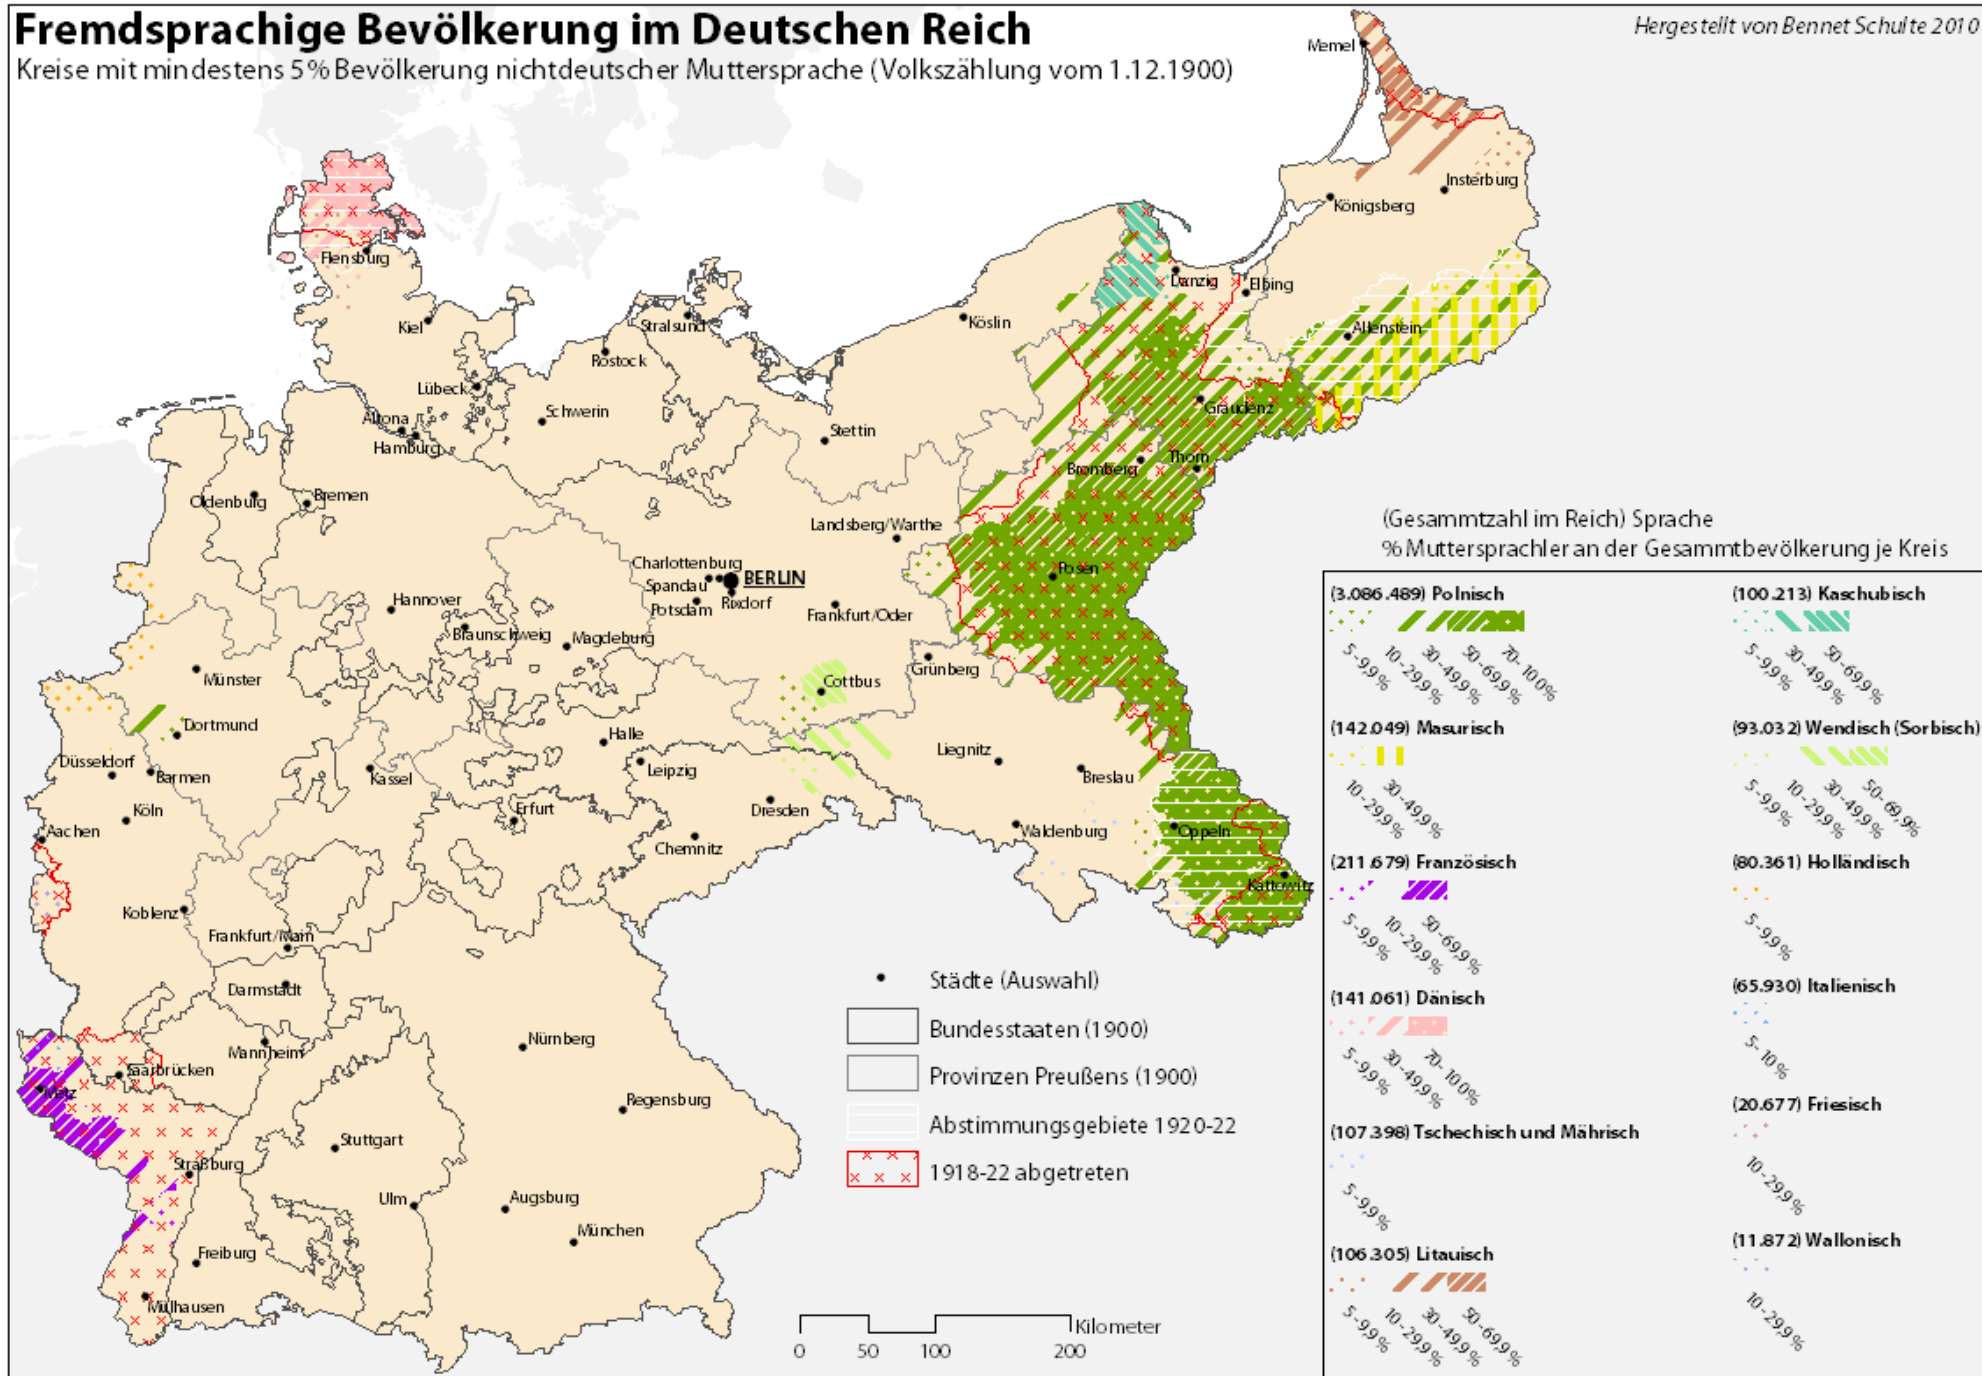 Fremdsprachige Bevölkerung im Deutschen Reich
Kreise mit mindestens 5% Bevölkerung nichtdeutscher Muttersprache (Volkszählung vom 1.12.1900)
Hergestellt von Bennet Schulte 2010
Memel
Insterburg
Königsberg
Flensburg
Danzig
Elbing
Kiel
Stralsund
Köslin
Allenstein
Rostock
Lübeck
Schwerin
Graudenz
Altona
Hamburg
Stettin
Bromberg
Thorn
Oldenburg
Bremen
Landsberg/Warthe
Charlottenburg
Spandau
BERLIN
Potsdam
Rixdorf
Posen
Hannover
Frankfurt/Oder
Braunschweig
Magdeburg
Münster
Cottbus
Grünberg
Dortmund
Halle
Liegnitz
Düsseldorf
Barmen
Kassel
Leipzig
Breslau
Köln
Erfurt
Dresden
Aachen
Chemnitz
Waldenburg
Oppeln
Kattowitz
Koblenz
Frankfurt/Main
Darmstadt
Nürnberg
Mannheim
Saarbrücken
Metz
Regensburg
Stuttgart
Straßburg
Ulm
Augsburg
München
Freiburg
Mülhausen
Städte (Auswahl)
Bundesstaaten (1900)
Provinzen Preußens (1900)
Abstimmungsgebiete 1920-22
1918-22 abgetreten
Kilometer
0 50 100 200
(Gesammtzahl im Reich) Sprache
% Muttersprachler an der Gesammtbevölkerung je Kreis
(3.086.489) Polnisch
5-9,9% 10-29,9% 30-49,9% 50-69,9% 70-100%
(142.049) Masurisch
10-29,9% 30-49,9%
(211.679) Französisch
5-9,9% 10-29,9% 50-69,9%
(141.061) Dänisch
5-9,9% 30-49,9% 70-100%
(107.398) Tschechisch und Mährisch
5-9,9%
(106.305) Litauisch
5-9,9% 10-29,9% 30-49,9% 50-69,9%
(100.213) Kaschubisch
5-9,9% 30-49,9% 50-69,9%
(93.032) Wendisch (Sorbisch)
5-9,9% 10-29,9% 30-49,9% 50-69,9%
(80.361) Holländisch
5-9,9%
(65.930) Italienisch
5-10%
(20.677) Friesisch
10-29,9%
(11.872) Wallonisch
10-29,9%